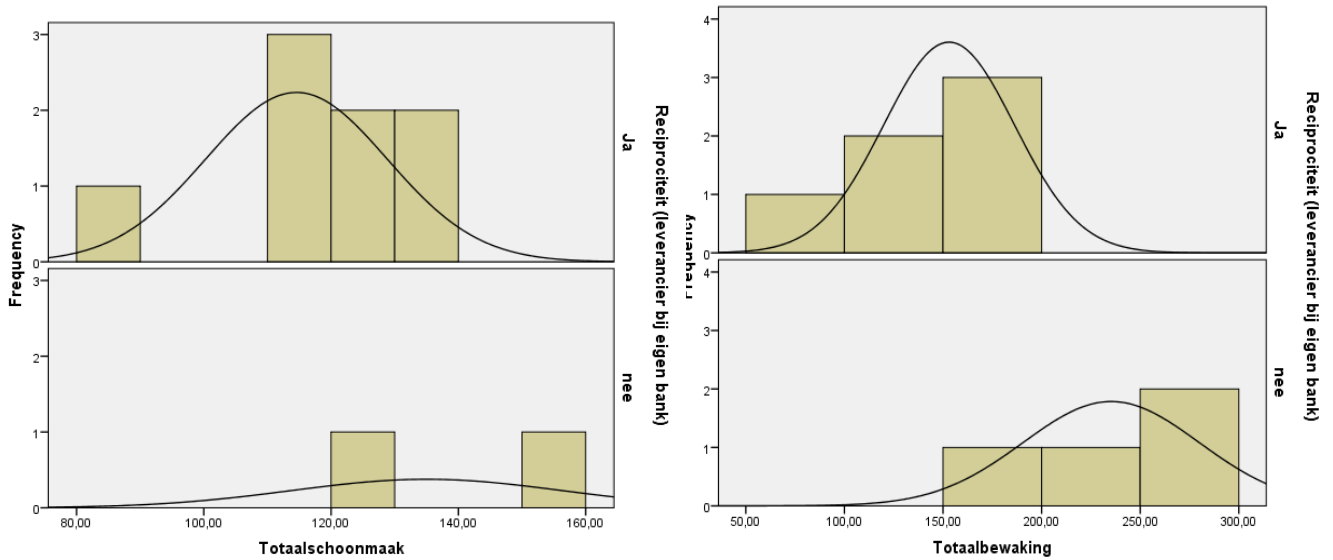 3
2
1
0
Ja
3
2
1
0
nee
Frequency
Reciprociteit (leverancier bij eigen bank)
80,00 100,00 120,00 140,00 160,00
Totaalschoonmaak
4
3
2
1
0
Ja
4
3
2
1
0
nee
Reciprociteit (leverancier bij eigen bank)
50,00 100,00 150,00 200,00 250,00 300,00
Totaalbewaking